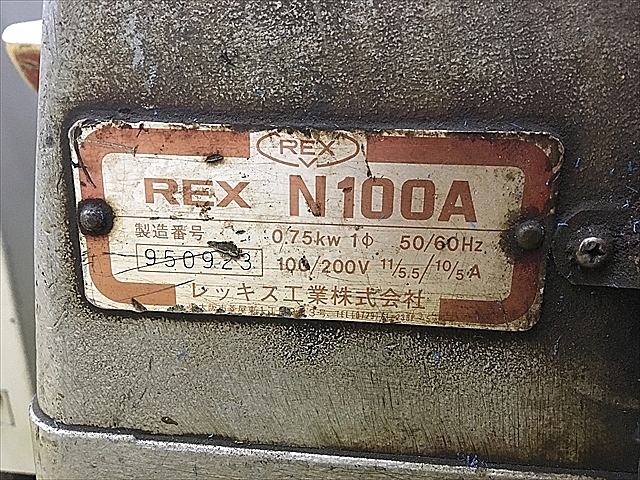 REX
REX N100A
製造番号 0.75kw 1Φ 50/60Hz
950923 100/200V 11/5.5/10/5A
レッキス工業株式会社